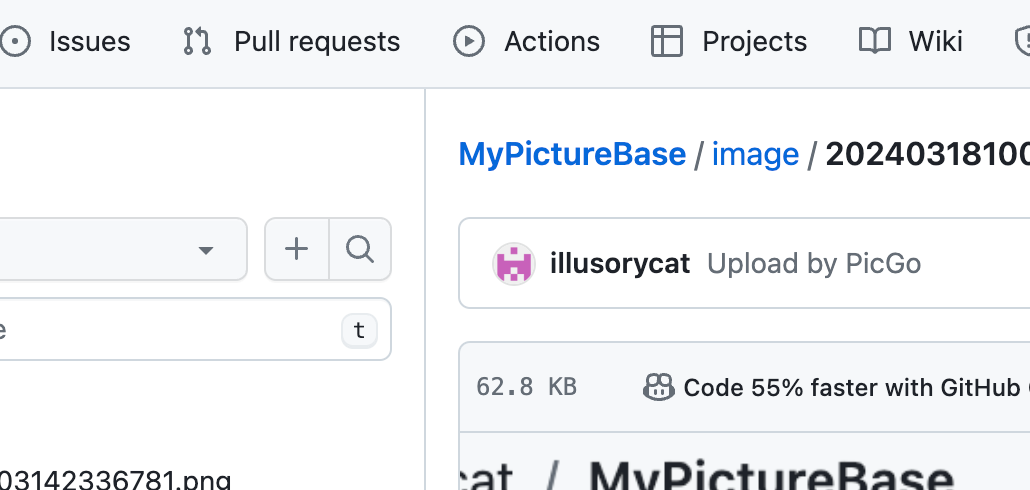 Issues Pull requests Actions Projects Wiki
MyPictureBase / image / 2024031810
illusorycat Upload by PicGo
t
62.8 KB Code 55% faster with GitHub
03142336781.png
cat / MyPictureBase